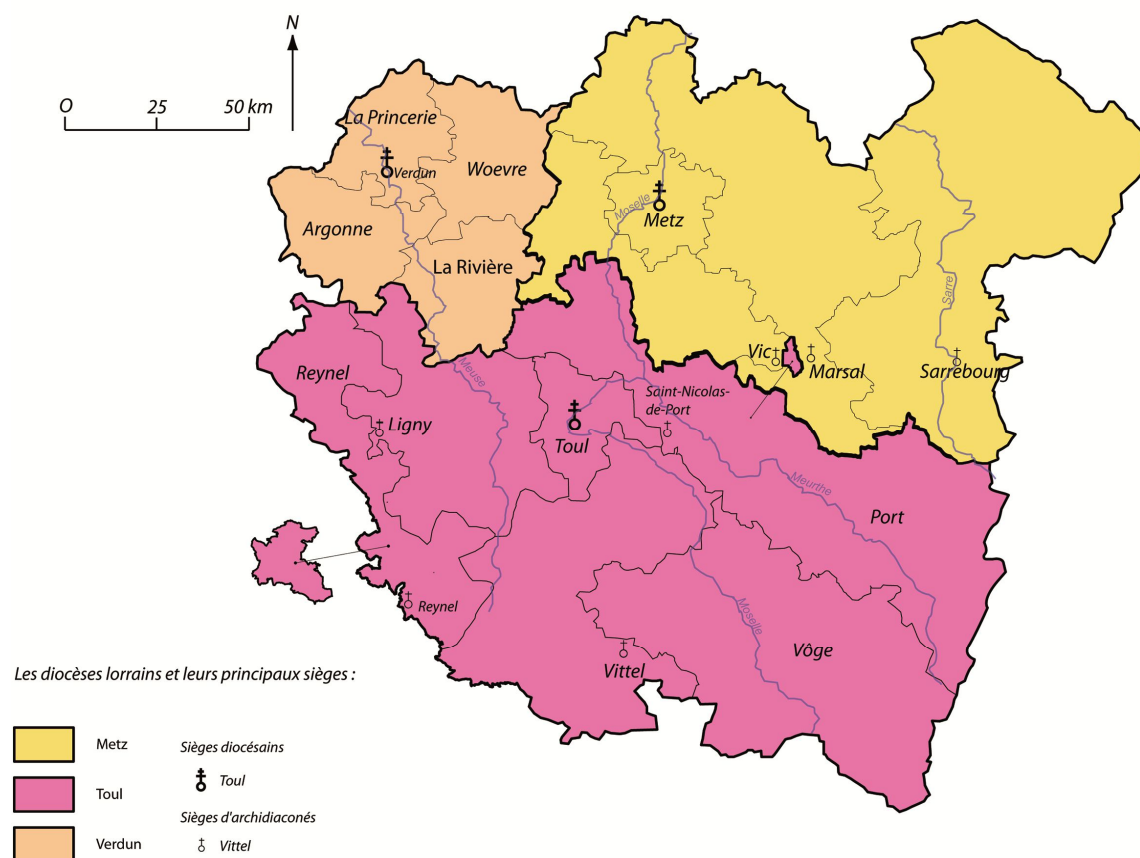 N
O 25 50 km
La Princerie
Verdun
Woevre
Argonne
La Rivière
Moselle
Metz
Sarre
Vic
Marsal
Sarrebourg
Meuse
Reynel
Ligny
Saint-Nicolas-
de-Port
Toul
Meurthe
Port
Reynel
Moselle
Vittel
Vôge
Les diocèses lorrains et leurs principaux sièges :
Metz
Toul
Verdun
Sièges diocésains
Toul
Sièges d'archidiaconés
Vittel